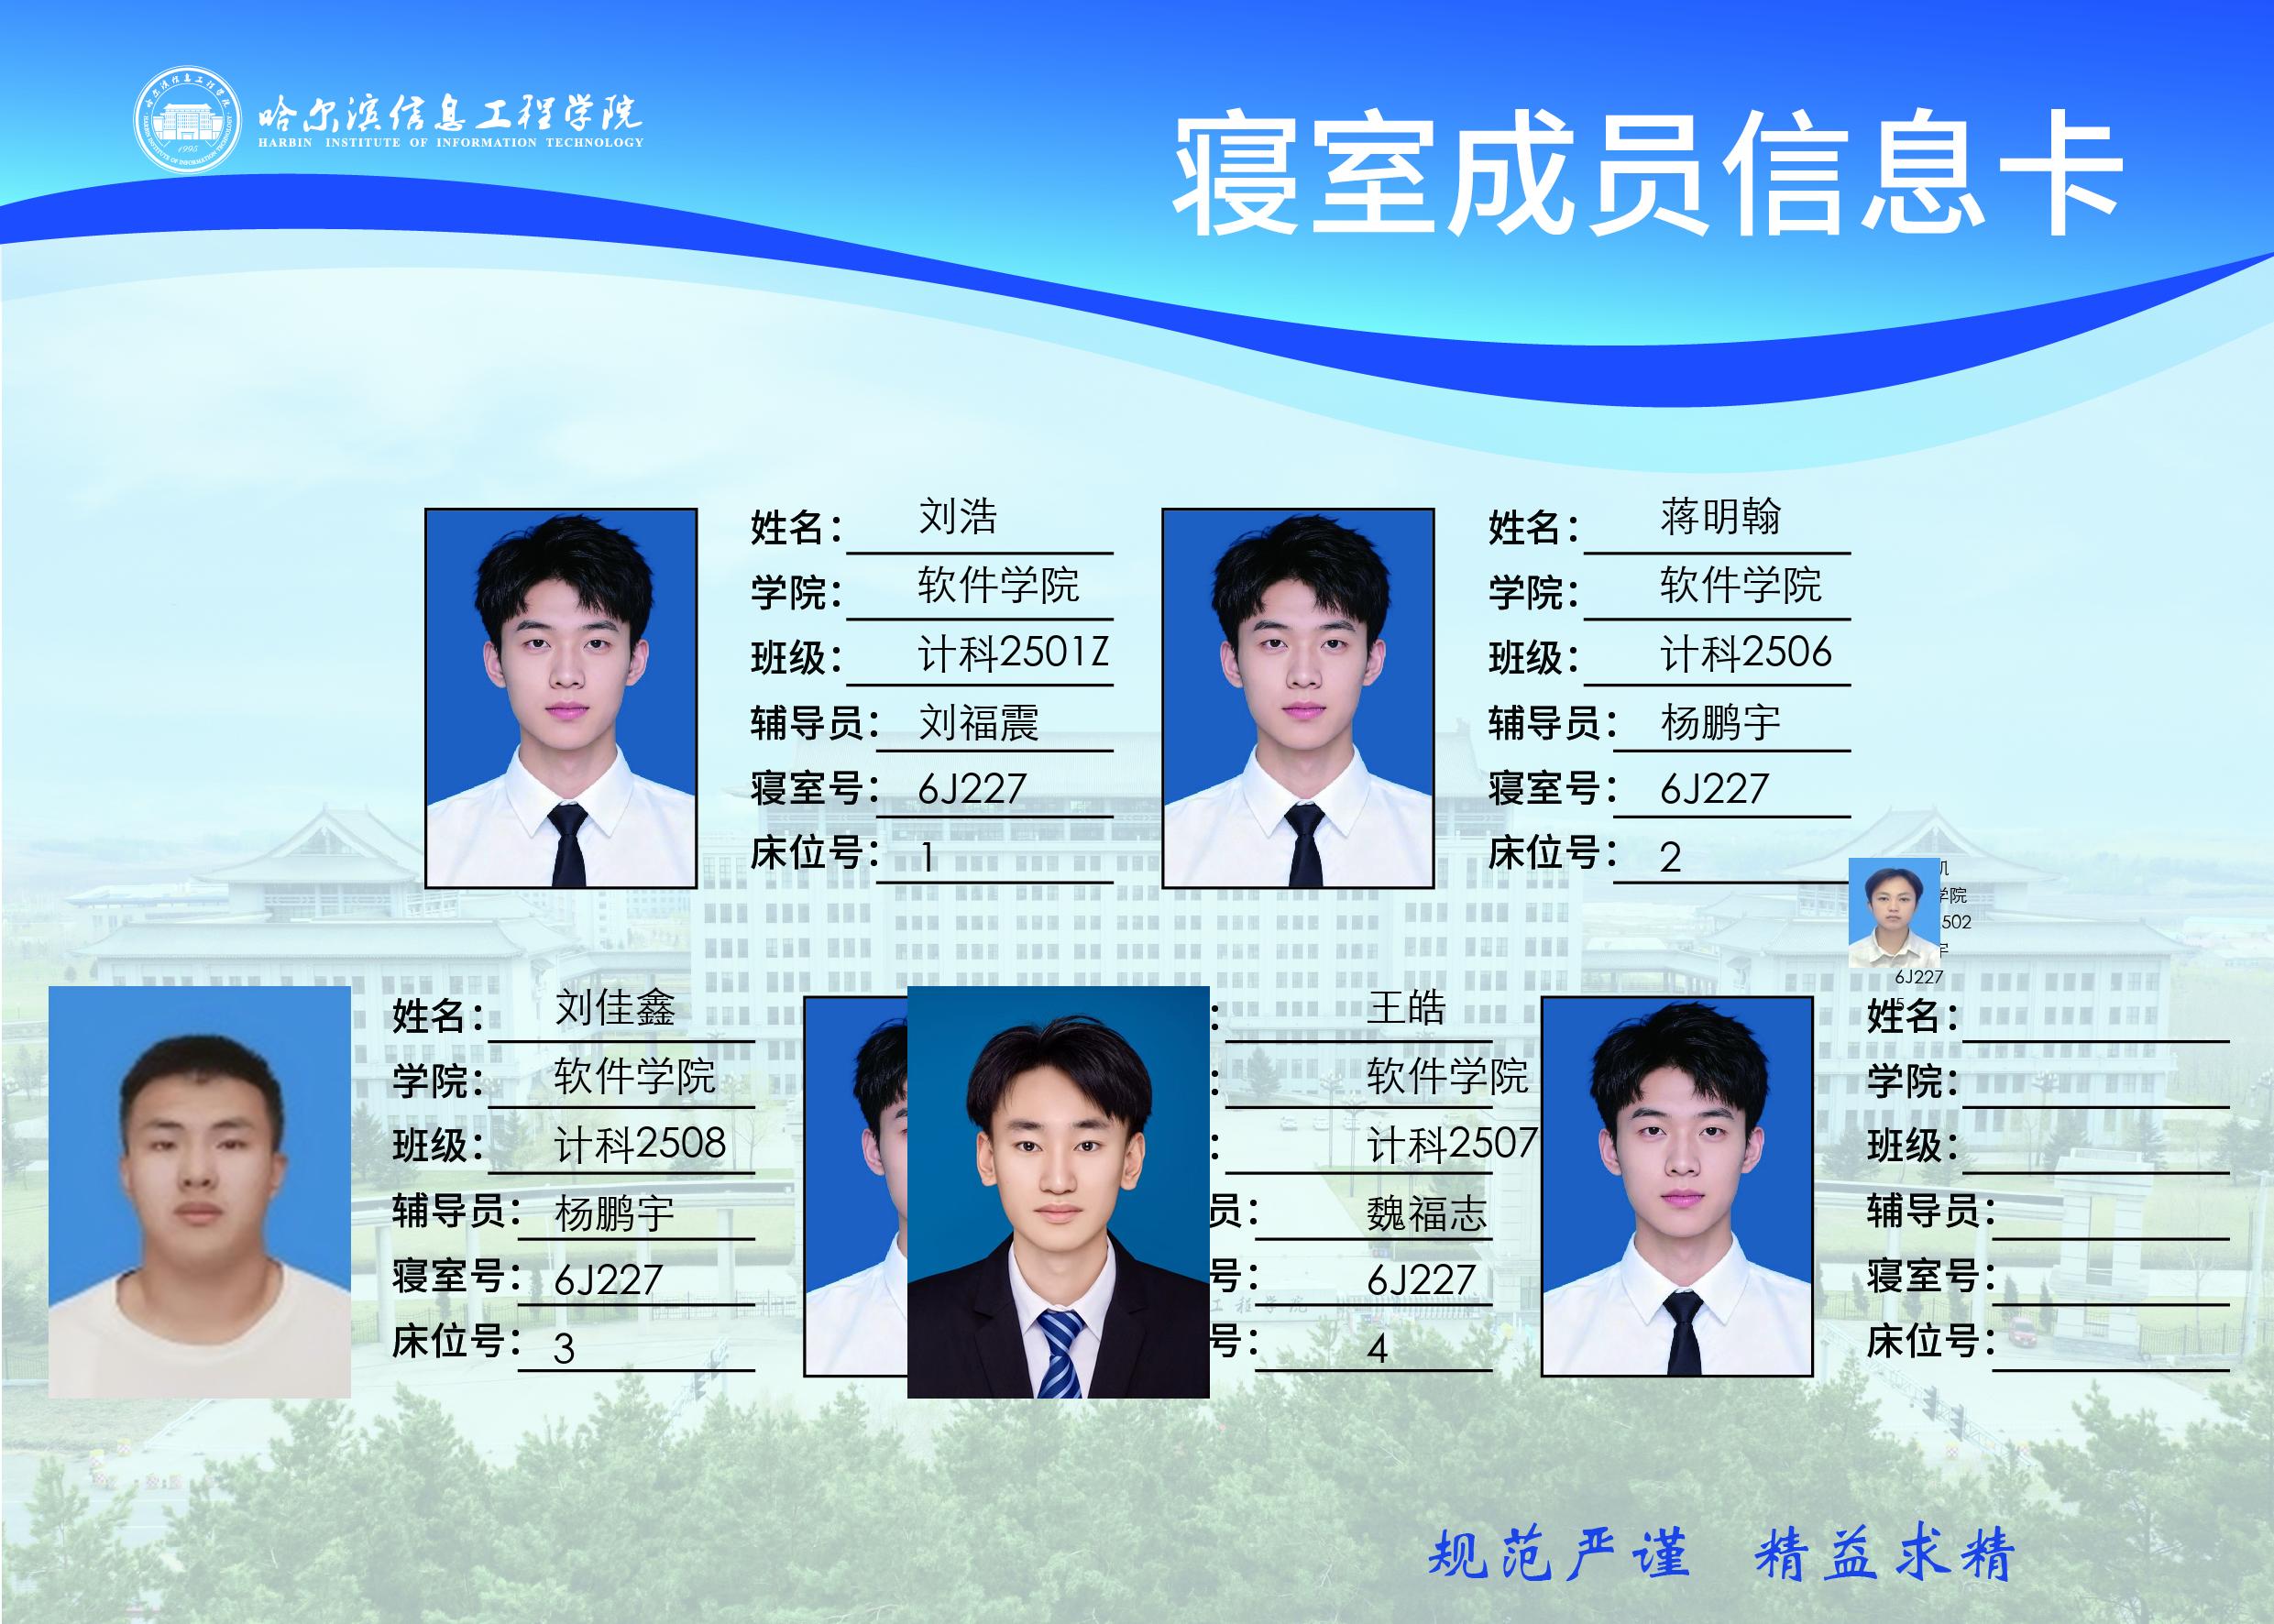 哈尔滨信息工程学院
HARBIN INSTITUTE OF INFORMATION TECHNOLOGY
1995
寝室成员信息卡
姓名： 刘浩
学院： 软件学院
班级： 计科2501Z
辅导员： 刘福震
寝室号： 6J227
床位号： 1
姓名： 蒋明翰
学院： 软件学院
班级： 计科2506
辅导员： 杨鹏宇
寝室号： 6J227
床位号： 2
学院
502
6J227
5
姓名： 刘佳鑫
学院： 软件学院
班级： 计科2508
辅导员： 杨鹏宇
寝室号： 6J227
床位号： 3
： 王皓
： 软件学院
： 计科2507
员： 魏福志
号： 6J227
号： 4
姓名：
学院：
班级：
辅导员：
寝室号：
床位号：
规范严谨 精益求精